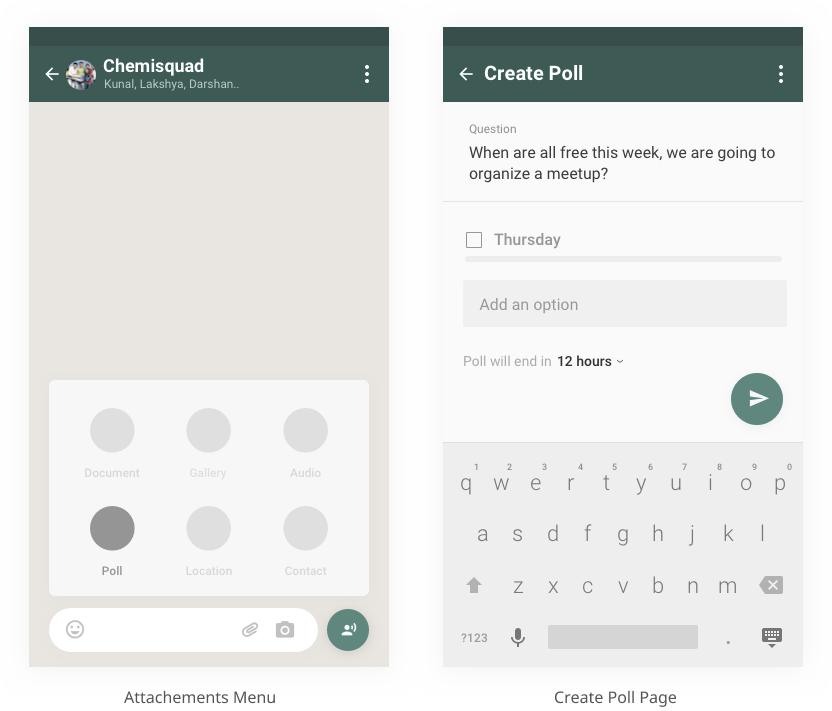 Chemisquad
Kunal, Lakshya, Darshan..
Document
Gallery
Audio
Poll
Location
Contact
Attachements Menu
Create Poll
Question
When are all free this week, we are going to
organize a meetup?
Thursday
Add an option
Poll will end in 12 hours
1 2 3 4 5 6 7 8 9 0
q w e r t y u i o p
a s d f g h j k l
z x c v b n m
?123 .
Create Poll Page